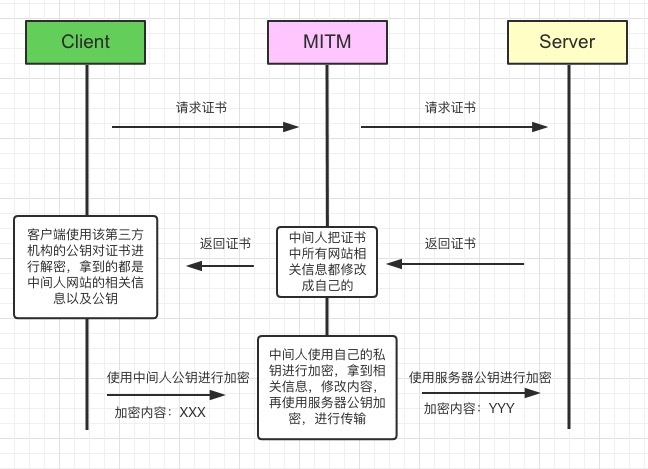 Client
MITM
Server
请求证书
请求证书
客户端使用该第三方
机构的公钥对证书进
行解密，拿到的都是
中间人网站的相关信
息以及公钥
返回证书
中间人把证书
中所有网站相
关信息都修改
成自己的
返回证书
使用中间人公钥进行加密
加密内容：XXX
中间人使用自己的私
钥进行加密，拿到相
关信息，修改内容，
再使用服务器公钥加
密，进行传输
使用服务器公钥进行加密
加密内容：YYY